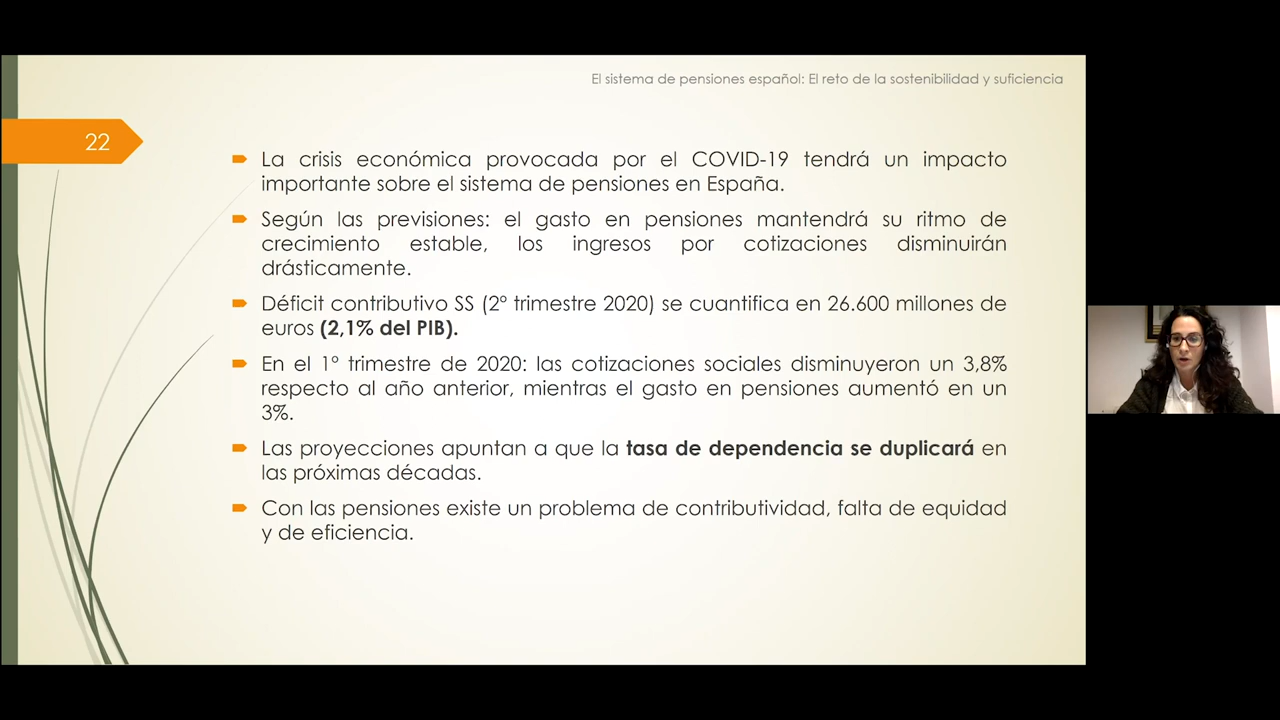 El sistema de pensiones español: El reto de la sostenibilidad y suficiencia
22
La crisis económica provocada por el COVID-19 tendrá un impacto
importante sobre el sistema de pensiones en España.
Según las previsiones: el gasto en pensiones mantendrá su ritmo de
crecimiento estable, los ingresos por cotizaciones disminuirán
drásticamente.
Déficit contributivo SS (2º trimestre 2020) se cuantifica en 26.600 millones de
euros (2,1% del PIB).
En el 1º trimestre de 2020: las cotizaciones sociales disminuyeron un 3,8%
respecto al año anterior, mientras el gasto en pensiones aumentó en un
3%.
Las proyecciones apuntan a que la tasa de dependencia se duplicará en
las próximas décadas.
Con las pensiones existe un problema de contributividad, falta de equidad
y de eficiencia.